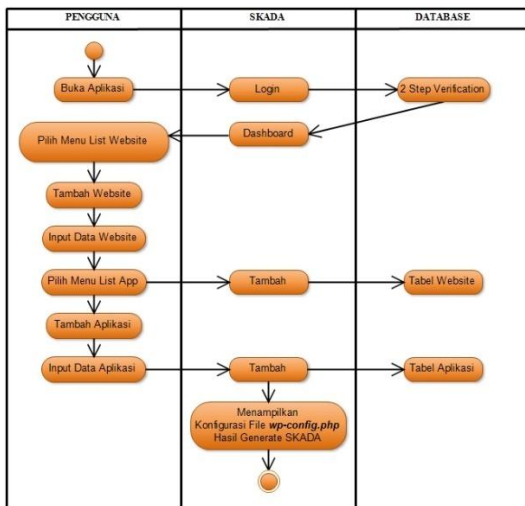 PENGGUNA
SKADA
DATABASE
Buka Aplikasi
Login
2 Step Verification
Dashboard
Pilih Menu List Website
Tambah Website
Input Data Website
Pilih Menu List App
Tambah
Tabel Website
Tambah Aplikasi
Input Data Aplikasi
Tambah
Tabel Aplikasi
Menampilkan
Konfigurasi File wp-config.php
Hasil Generate SKADA